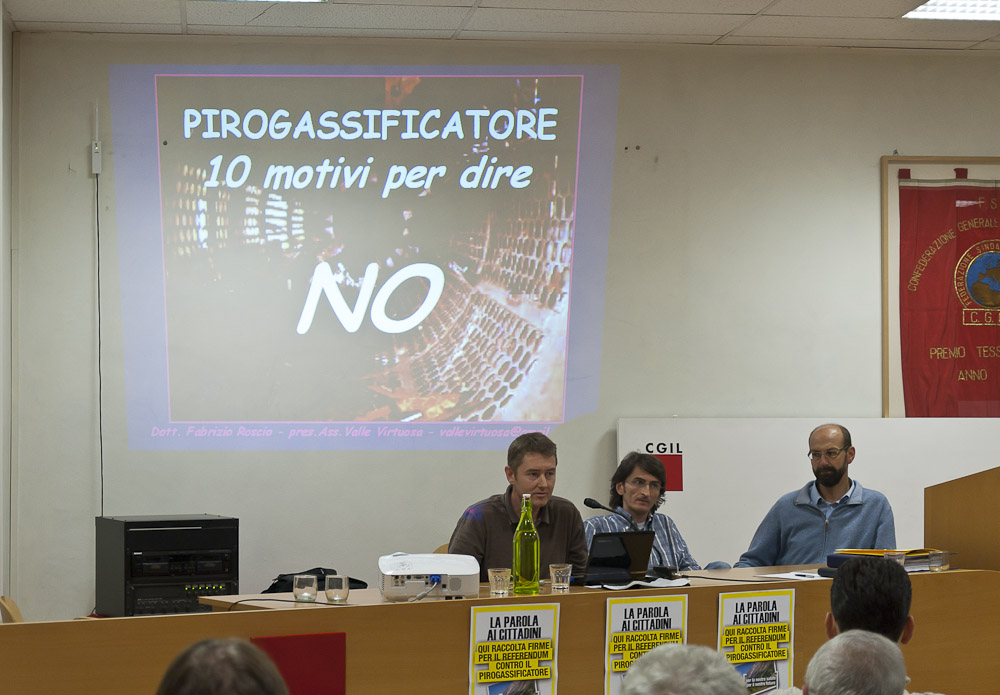 PIROGASSIFICATORE
10 motivi per dire
NO
Dott. Fabrizio Roscio - pres.Ass.Valle Virtuosa - vallevirtuosa@
CONFEDERAZIONE GENERALE
FEDERAZIONE SINDA
C. G.
PREMIO TESS
ANNO
CGIL
LA PAROLA
AI CITTADINI
QUI RACCOLTA FIRME
PER IL REFERENDUM
CONTRO IL
PIROGASSIFICATORE
LA PAROLA
AI CITTADINI
QUI RACCOLTA FIRME
PER IL REFERENDUM
LA PAROLA
AI CITTADINI
QUI RACCOLTA FIRME
PER IL REFERENDUM
CONTRO IL
PIROGASSIFICATORE